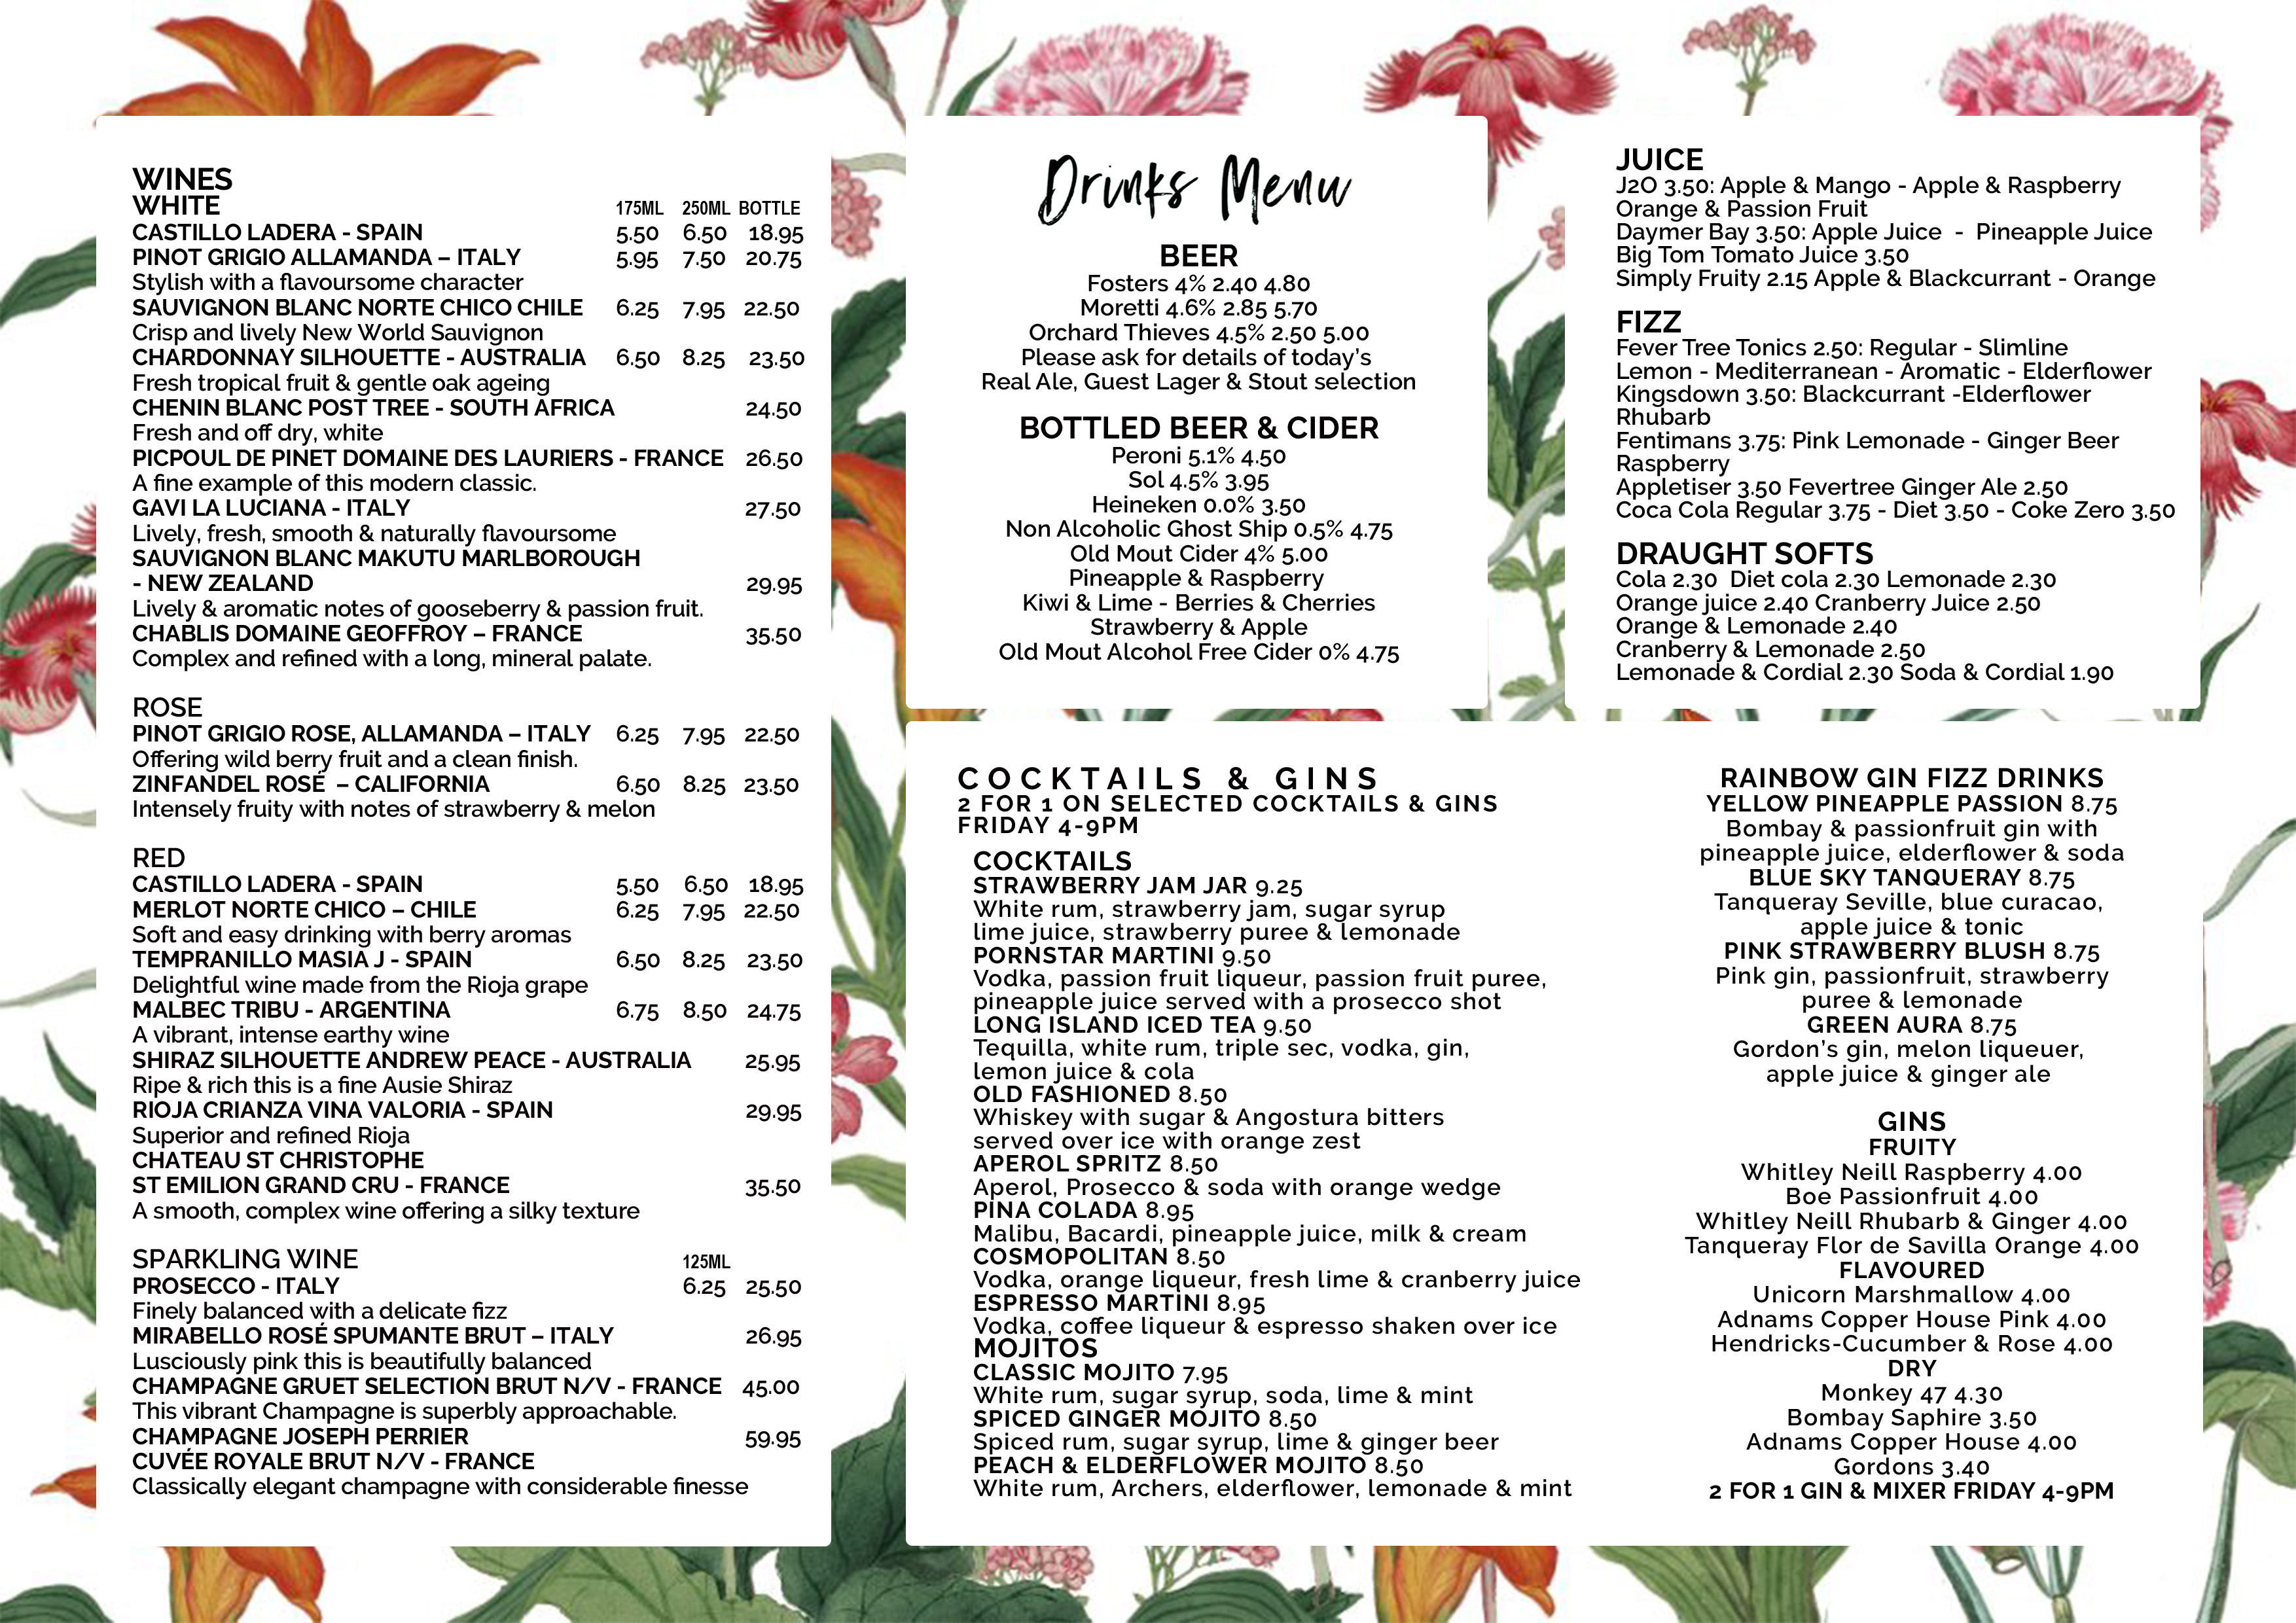 WINES
WHITE 175ML 250ML BOTTLE
CASTILLO LADERA - SPAIN 5.50 6.50 18.95
PINOT GRIGIO ALLAMANDA – ITALY 5.95 7.50 20.75
Stylish with a flavoursome character
SAUVIGNON BLANC NORTE CHICO CHILE 6.25 7.95 22.50
Crisp and lively New World Sauvignon
CHARDONNAY SILHOUETTE - AUSTRALIA 6.50 8.25 23.50
Fresh tropical fruit & gentle oak ageing
CHENIN BLANC POST TREE - SOUTH AFRICA 24.50
Fresh and off dry, white
PICPOUL DE PINET DOMAINE DES LAURIERS - FRANCE 26.50
A fine example of this modern classic.
GAVI LA LUCIANA - ITALY 27.50
Lively, fresh, smooth & naturally flavoursome
SAUVIGNON BLANC MAKUTU MARLBOROUGH
- NEW ZEALAND 29.95
Lively & aromatic notes of gooseberry & passion fruit.
CHABLIS DOMAINE GEOFFROY – FRANCE 35.50
Complex and refined with a long, mineral palate.
ROSE
PINOT GRIGIO ROSE, ALLAMANDA – ITALY 6.25 7.95 22.50
Offering wild berry fruit and a clean finish.
ZINFANDEL ROSÉ – CALIFORNIA 6.50 8.25 23.50
Intensely fruity with notes of strawberry & melon
RED
CASTILLO LADERA - SPAIN 5.50 6.50 18.95
MERLOT NORTE CHICO – CHILE 6.25 7.95 22.50
Soft and easy drinking with berry aromas
TEMPRANILLO MASIA J - SPAIN 6.50 8.25 23.50
Delightful wine made from the Rioja grape
MALBEC TRIBU - ARGENTINA 6.75 8.50 24.75
A vibrant, intense earthy wine
SHIRAZ SILHOUETTE ANDREW PEACE - AUSTRALIA 25.95
Ripe & rich this is a fine Ausie Shiraz
RIOJA CRIANZA VINA VALORIA - SPAIN 29.95
Superior and refined Rioja
CHATEAU ST CHRISTOPHE
ST EMILION GRAND CRU - FRANCE 35.50
A smooth, complex wine offering a silky texture
SPARKLING WINE 125ML
PROSECCO - ITALY 6.25 25.50
Finely balanced with a delicate fizz
MIRABELLO ROSÉ SPUMANTE BRUT – ITALY 26.95
Lusciously pink this is beautifully balanced
CHAMPAGNE GRUET SELECTION BRUT N/V - FRANCE 45.00
This vibrant Champagne is superbly approachable.
CHAMPAGNE JOSEPH PERRIER 59.95
CUVÉE ROYALE BRUT N/V - FRANCE
Classically elegant champagne with considerable finesse
Drinks Menu
BEER
Fosters 4% 2.40 4.80
Moretti 4.6% 2.85 5.70
Orchard Thieves 4.5% 2.50 5.00
Please ask for details of today's
Real Ale, Guest Lager & Stout selection
BOTTLED BEER & CIDER
Peroni 5.1% 4.50
Sol 4.5% 3.95
Heineken 0.0% 3.50
Non Alcoholic Ghost Ship 0.5% 4.75
Old Mout Cider 4% 5.00
Pineapple & Raspberry
Kiwi & Lime - Berries & Cherries
Strawberry & Apple
Old Mout Alcohol Free Cider 0% 4.75
JUICE
J2O 3.50: Apple & Mango - Apple & Raspberry
Orange & Passion Fruit
Daymer Bay 3.50: Apple Juice - Pineapple Juice
Big Tom Tomato Juice 3.50
Simply Fruity 2.15 Apple & Blackcurrant - Orange
FIZZ
Fever Tree Tonics 2.50: Regular - Slimline
Lemon - Mediterranean - Aromatic - Elderflower
Kingsdown 3.50: Blackcurrant -Elderflower
Rhubarb
Fentimans 3.75: Pink Lemonade - Ginger Beer
Raspberry
Appletiser 3.50 Fevertree Ginger Ale 2.50
Coca Cola Regular 3.75 - Diet 3.50 - Coke Zero 3.50
DRAUGHT SOFTS
Cola 2.30 Diet cola 2.30 Lemonade 2.30
Orange juice 2.40 Cranberry Juice 2.50
Orange & Lemonade 2.40
Cranberry & Lemonade 2.50
Lemonade & Cordial 2.30 Soda & Cordial 1.90
COCKTAILS & GINS
2 FOR 1 ON SELECTED COCKTAILS & GINS
FRIDAY 4-9PM
COCKTAILS
STRAWBERRY JAM JAR 9.25
White rum, strawberry jam, sugar syrup
lime juice, strawberry puree & lemonade
PORNSTAR MARTINI 9.50
Vodka, passion fruit liqueur, passion fruit puree,
pineapple juice served with a prosecco shot
LONG ISLAND ICED TEA 9.50
Tequilla, white rum, triple sec, vodka, gin,
lemon juice & cola
OLD FASHIONED 8.50
Whiskey with sugar & Angostura bitters
served over ice with orange zest
APEROL SPRITZ 8.50
Aperol, Prosecco & soda with orange wedge
PINA COLADA 8.95
Malibu, Bacardi, pineapple juice, milk & cream
COSMOPOLITAN 8.50
Vodka, orange liqueur, fresh lime & cranberry juice
ESPRESSO MARTINI 8.95
Vodka, coffee liqueur & espresso shaken over ice
MOJITOS
CLASSIC MOJITO 7.95
White rum, sugar syrup, soda, lime & mint
SPICED GINGER MOJITO 8.50
Spiced rum, sugar syrup, lime & ginger beer
PEACH & ELDERFLOWER MOJITO 8.50
White rum, Archers, elderflower, lemonade & mint
RAINBOW GIN FIZZ DRINKS
YELLOW PINEAPPLE PASSION 8.75
Bombay & passionfruit gin with
pineapple juice, elderflower & soda
BLUE SKY TANQUERAY 8.75
Tanqueray Seville, blue curacao,
apple juice & tonic
PINK STRAWBERRY BLUSH 8.75
Pink gin, passionfruit, strawberry
puree & lemonade
GREEN AURA 8.75
Gordon's gin, melon liqueuer,
apple juice & ginger ale
GINS
FRUITY
Whitley Neill Raspberry 4.00
Boe Passionfruit 4.00
Whitley Neill Rhubarb & Ginger 4.00
Tanqueray Flor de Savilla Orange 4.00
FLAVOURED
Unicorn Marshmallow 4.00
Adnams Copper House Pink 4.00
Hendricks-Cucumber & Rose 4.00
DRY
Monkey 47 4.30
Bombay Saphire 3.50
Adnams Copper House 4.00
Gordons 3.40
2 FOR 1 GIN & MIXER FRIDAY 4-9PM